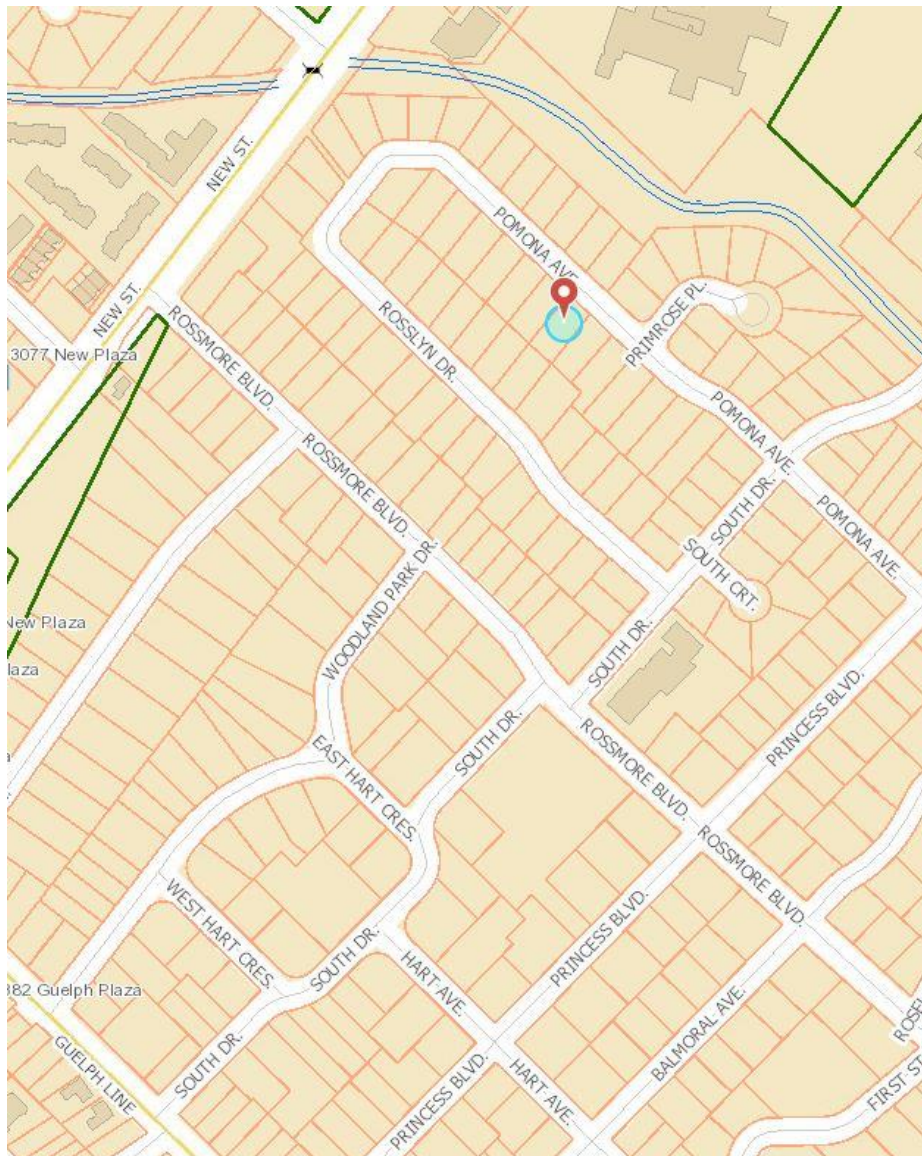 NEW ST.
POMONA AVE.
PRIMROSE PL.
NEW ST.
ROSSMORE BLVD.
ROSSLYN DR.
3077 New Plaza
POMONA AVE.
ROSSMORE BLVD.
SOUTH DR.
POMONA AVE.
SOUTH CRT.
WOODLAND PARK DR.
New Plaza
SOUTH DR.
laza
PRINCESS BLVD.
SOUTH DR.
EAST HART CRES.
ROSSMORE BLVD.
ROSSMORE BLVD.
WEST HART CRES.
SOUTH DR.
PRINCESS BLVD.
HART AVE.
382 Guelph Plaza
BALMORAL AVE.
GUELPH LINE
SOUTH DR.
PRINCESS BLVD.
HART AVE.
FIRST ST